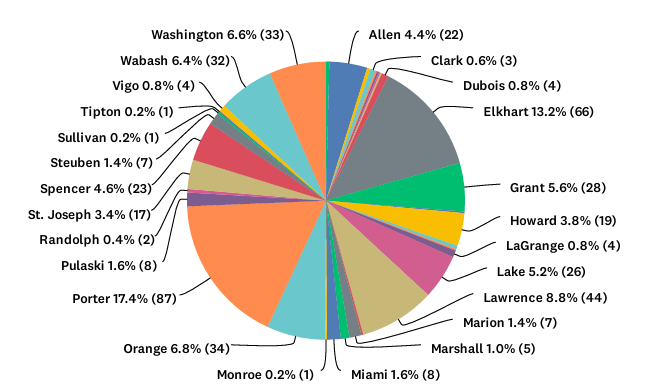 Washington 6.6% (33)
Allen 4.4% (22)
Wabash 6.4% (32)
Clark 0.6% (3)
Vigo 0.8% (4)
Dubois 0.8% (4)
Tipton 0.2% (1)
Elkhart 13.2% (66)
Sullivan 0.2% (1)
Steuben 1.4% (7)
Spencer 4.6% (23)
Grant 5.6% (28)
St. Joseph 3.4% (17)
Howard 3.8% (19)
Randolph 0.4% (2)
LaGrange 0.8% (4)
Pulaski 1.6% (8)
Lake 5.2% (26)
Porter 17.4% (87)
Lawrence 8.8% (44)
Marion 1.4% (7)
Orange 6.8% (34)
Marshall 1.0% (5)
Monroe 0.2% (1)
Miami 1.6% (8)